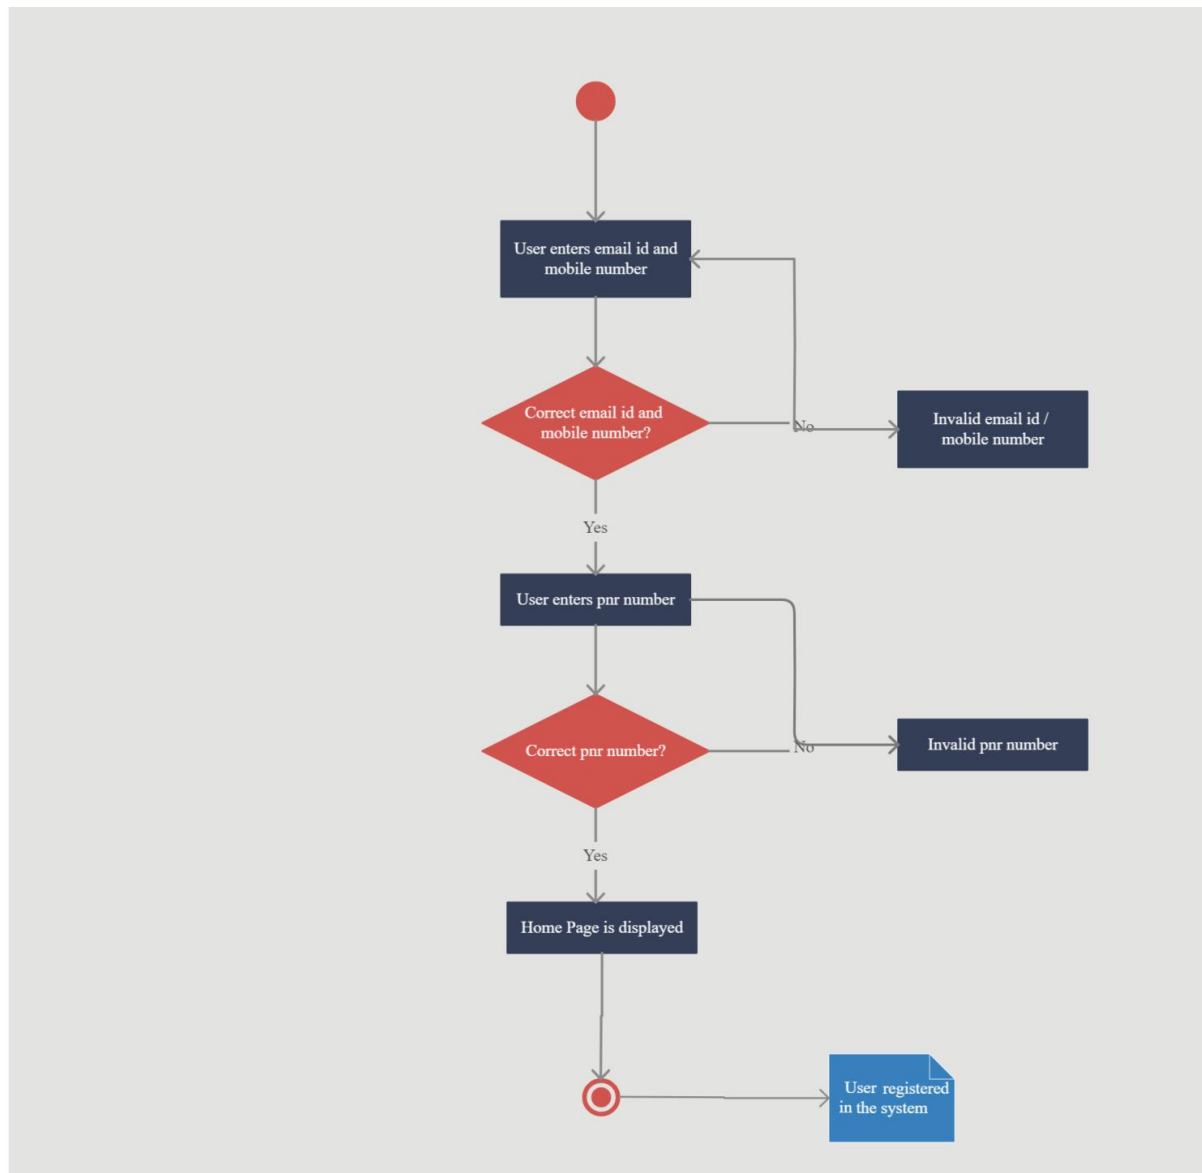 User enters email id and
mobile number
Correct email id and
mobile number?
No
Invalid email id /
mobile number
Yes
User enters pnr number
Correct pnr number?
No
Invalid pnr number
Yes
Home Page is displayed
User registered
in the system